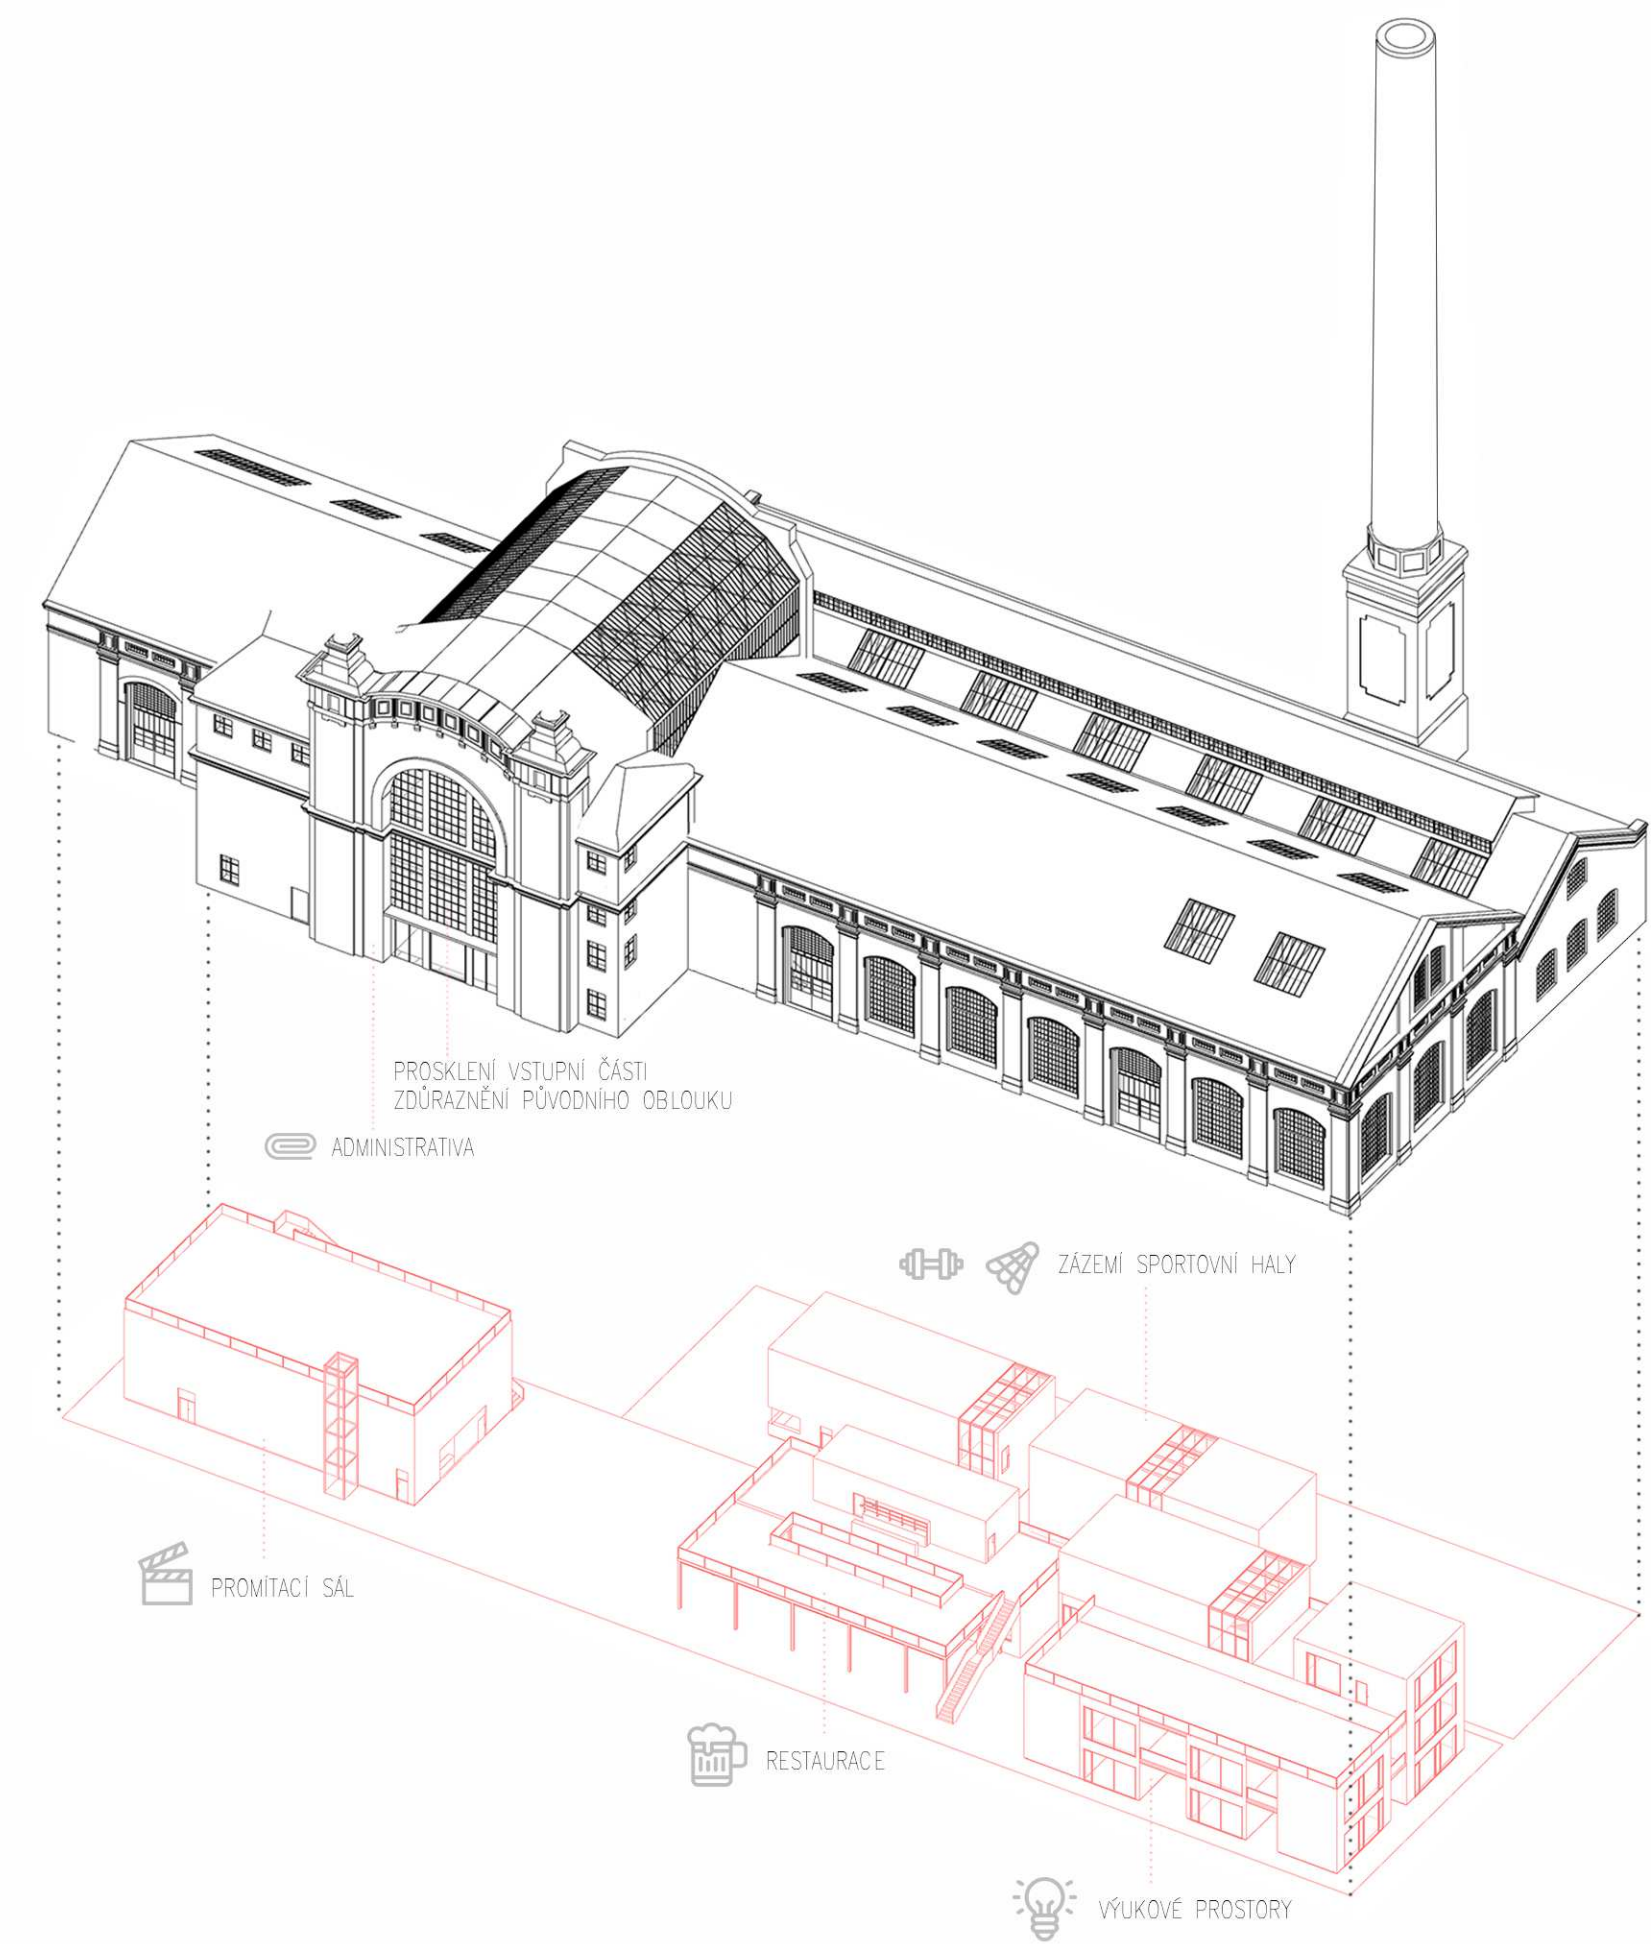 PROSKLENÍ VSTUPNÍ ČÁSTI
ZDŮRAZNĚNÍ PŮVODNÍHO OBLOUKU
ADMINISTRATIVA
ZÁZEMÍ SPORTOVNÍ HALY
PROMÍTACÍ SÁL
RESTAURACE
VÝUKOVÉ PROSTORY